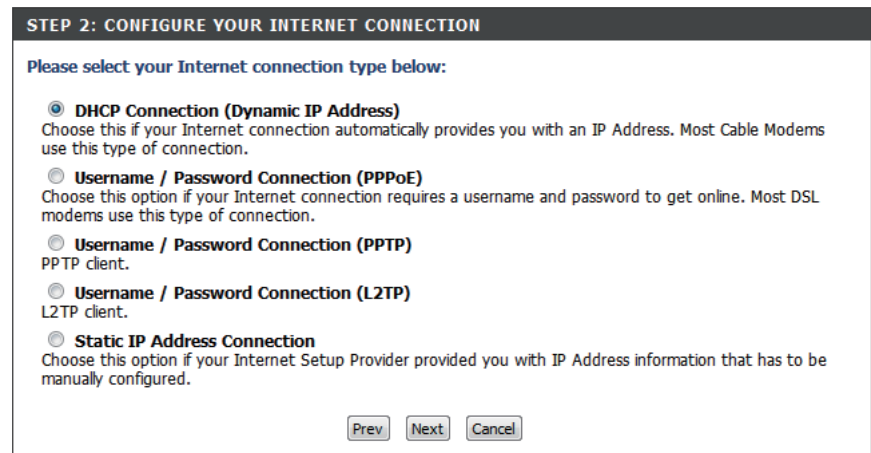 STEP 2: CONFIGURE YOUR INTERNET CONNECTION
Please select your Internet connection type below:
DHCP Connection (Dynamic IP Address)
Choose this if your Internet connection automatically provides you with an IP Address. Most Cable Modems
use this type of connection.
Username / Password Connection (PPPoE)
Choose this option if your Internet connection requires a username and password to get online. Most DSL
modems use this type of connection.
Username / Password Connection (PPTP)
PPTP client.
Username / Password Connection (L2TP)
L2TP client.
Static IP Address Connection
Choose this option if your Internet Setup Provider provided you with IP Address information that has to be
manually configured.
Prev Next Cancel